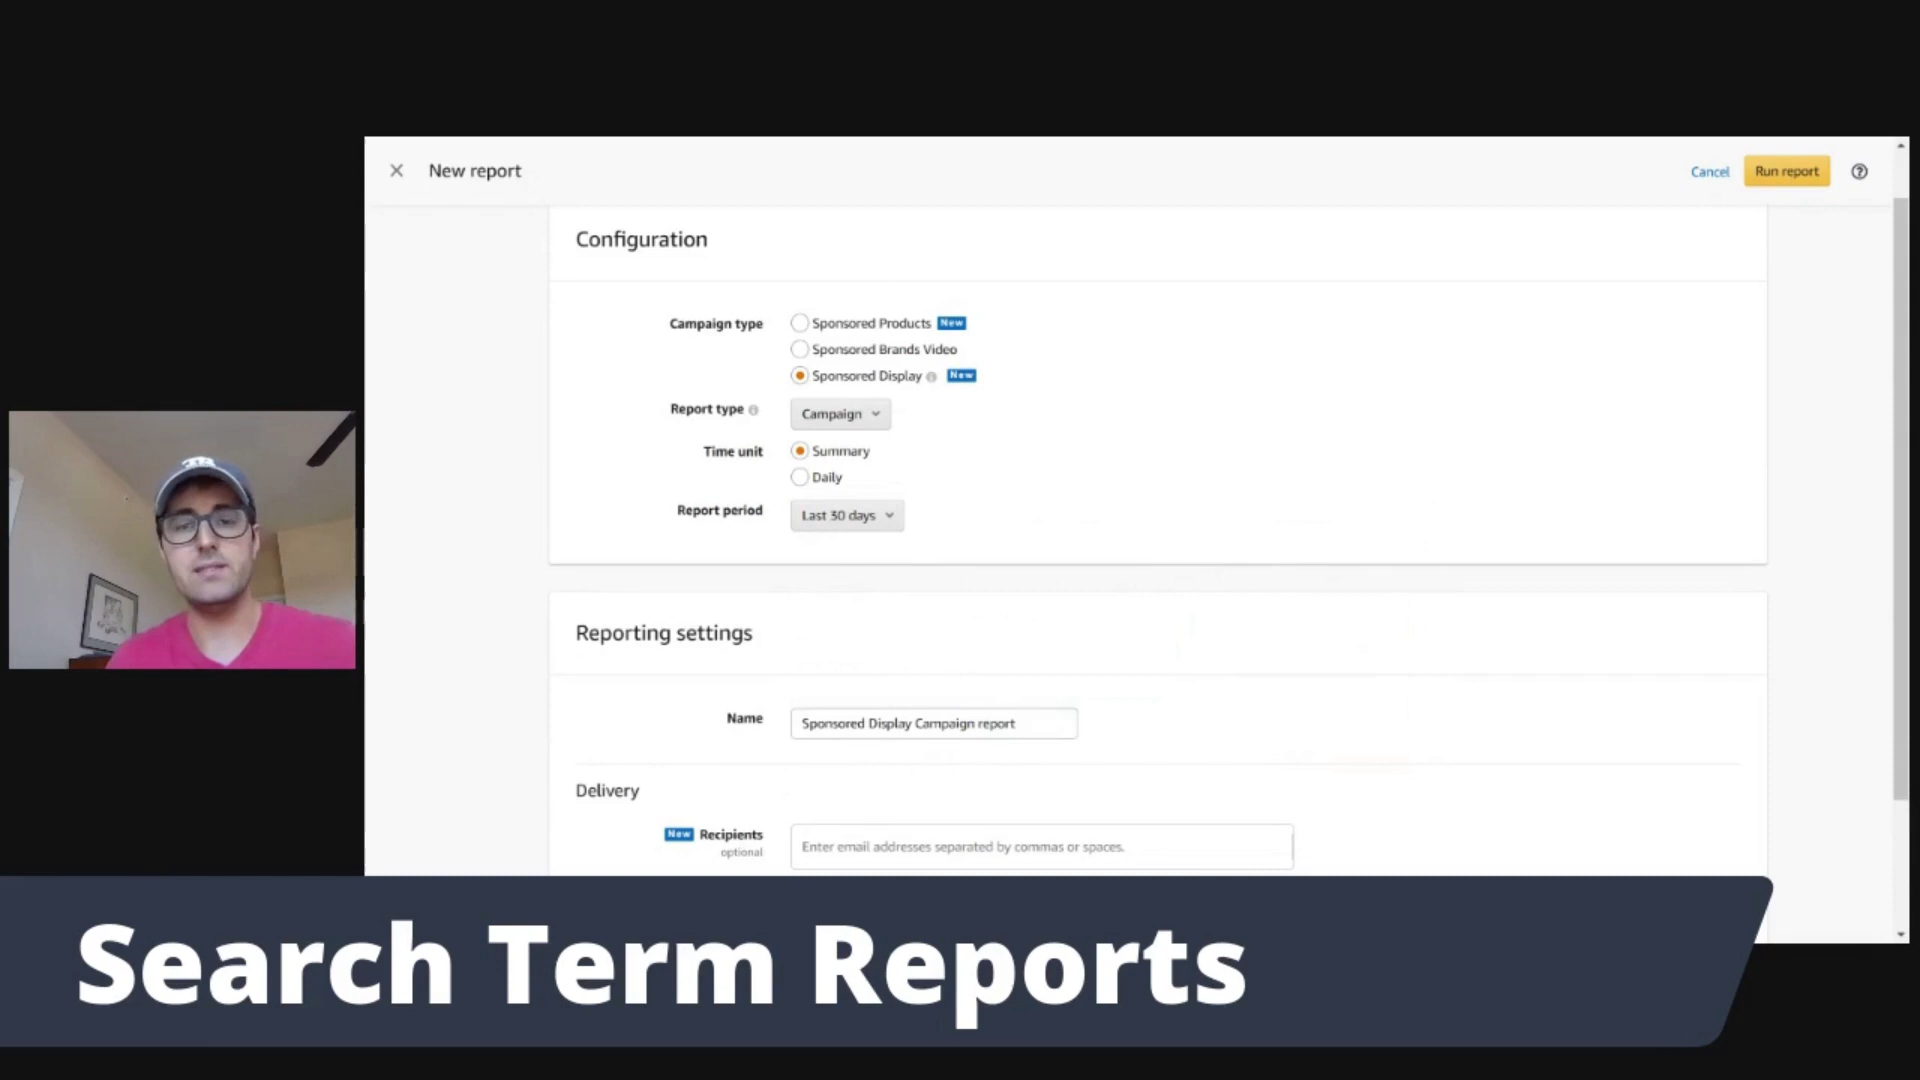 New report
Cancel
Run report
Configuration
Campaign type
Sponsored Products New
Sponsored Brands Video
Sponsored Display New
Report type
Campaign
Time unit
Summary
Daily
Report period
Last 30 days
Reporting settings
Name
Sponsored Display Campaign report
Delivery
New Recipients
optional
Enter email addresses separated by commas or spaces.
Search Term Reports